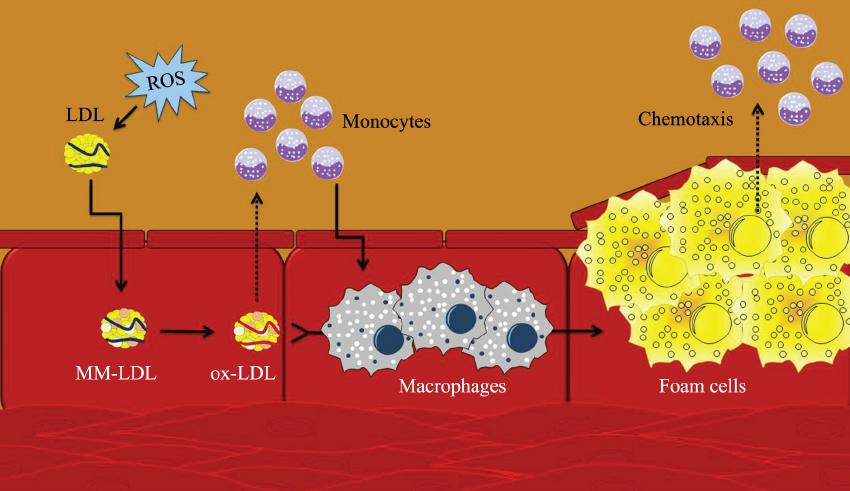 ROS
LDL
Monocytes
Chemotaxis
MM-LDL
ox-LDL
Macrophages
Foam cells